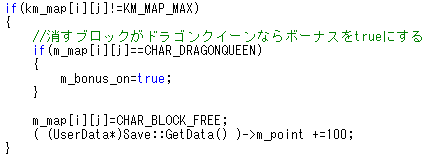 if(km_map[i][j]!=KM_MAP_MAX)
{
//消すブロックがドラゴンクイーンならボーナスをtrueにする
if(m_map[i][j]==CHAR_DRAGONQUEEN)
{
m_bonus_on=true;
}
m_map[i][j]=CHAR_BLOCK_FREE;
( (UserData*)Save::GetData() )->m_point +=100;
}